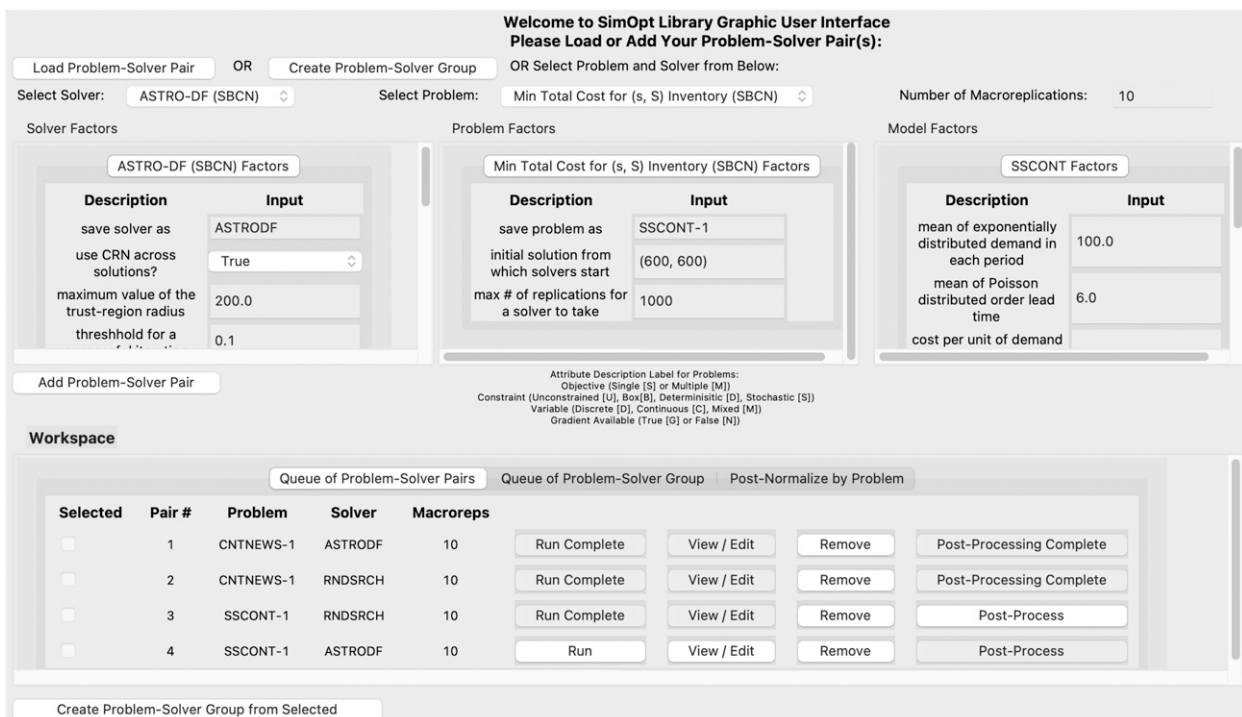 Welcome to SimOpt Library Graphic User Interface
Please Load or Add Your Problem-Solver Pair(s):
Load Problem-Solver Pair OR Create Problem-Solver Group OR Select Problem and Solver from Below:
Select Solver: ASTRO-DF (SBCN) Select Problem: Min Total Cost for (s, S) Inventory (SBCN) Number of Macroreplications: 10
Solver Factors Problem Factors Model Factors
ASTRO-DF (SBCN) Factors
Description Input
save solver as ASTRODF
use CRN across
solutions? True
maximum value of the
trust-region radius 200.0
threshhold for a
0.1
Min Total Cost for (s, S) Inventory (SBCN) Factors
Description Input
save problem as SSCONT-1
initial solution from
which solvers start (600, 600)
max # of replications for
a solver to take 1000
SSCONT Factors
Description Input
mean of exponentially
distributed demand in
each period 100.0
mean of Poisson
distributed order lead
time 6.0
cost per unit of demand
Add Problem-Solver Pair
Attribute Description Label for Problems:
Objective (Single [S] or Multiple [M])
Constraint (Unconstrained [U], Box[B], Determinisitic [D], Stochastic [S])
Variable (Discrete [D], Continuous [C], Mixed [M])
Gradient Available (True [G] or False [N])
Workspace
Queue of Problem-Solver Pairs Queue of Problem-Solver Group Post-Normalize by Problem
Selected Pair # Problem Solver Macroreps
1 CNTNEWS-1 ASTRODF 10 Run Complete View / Edit Remove Post-Processing Complete
2 CNTNEWS-1 RNDSRCH 10 Run Complete View / Edit Remove Post-Processing Complete
3 SSCONT-1 RNDSRCH 10 Run Complete View / Edit Remove Post-Process
4 SSCONT-1 ASTRODF 10 Run View / Edit Remove Post-Process
Create Problem-Solver Group from Selected